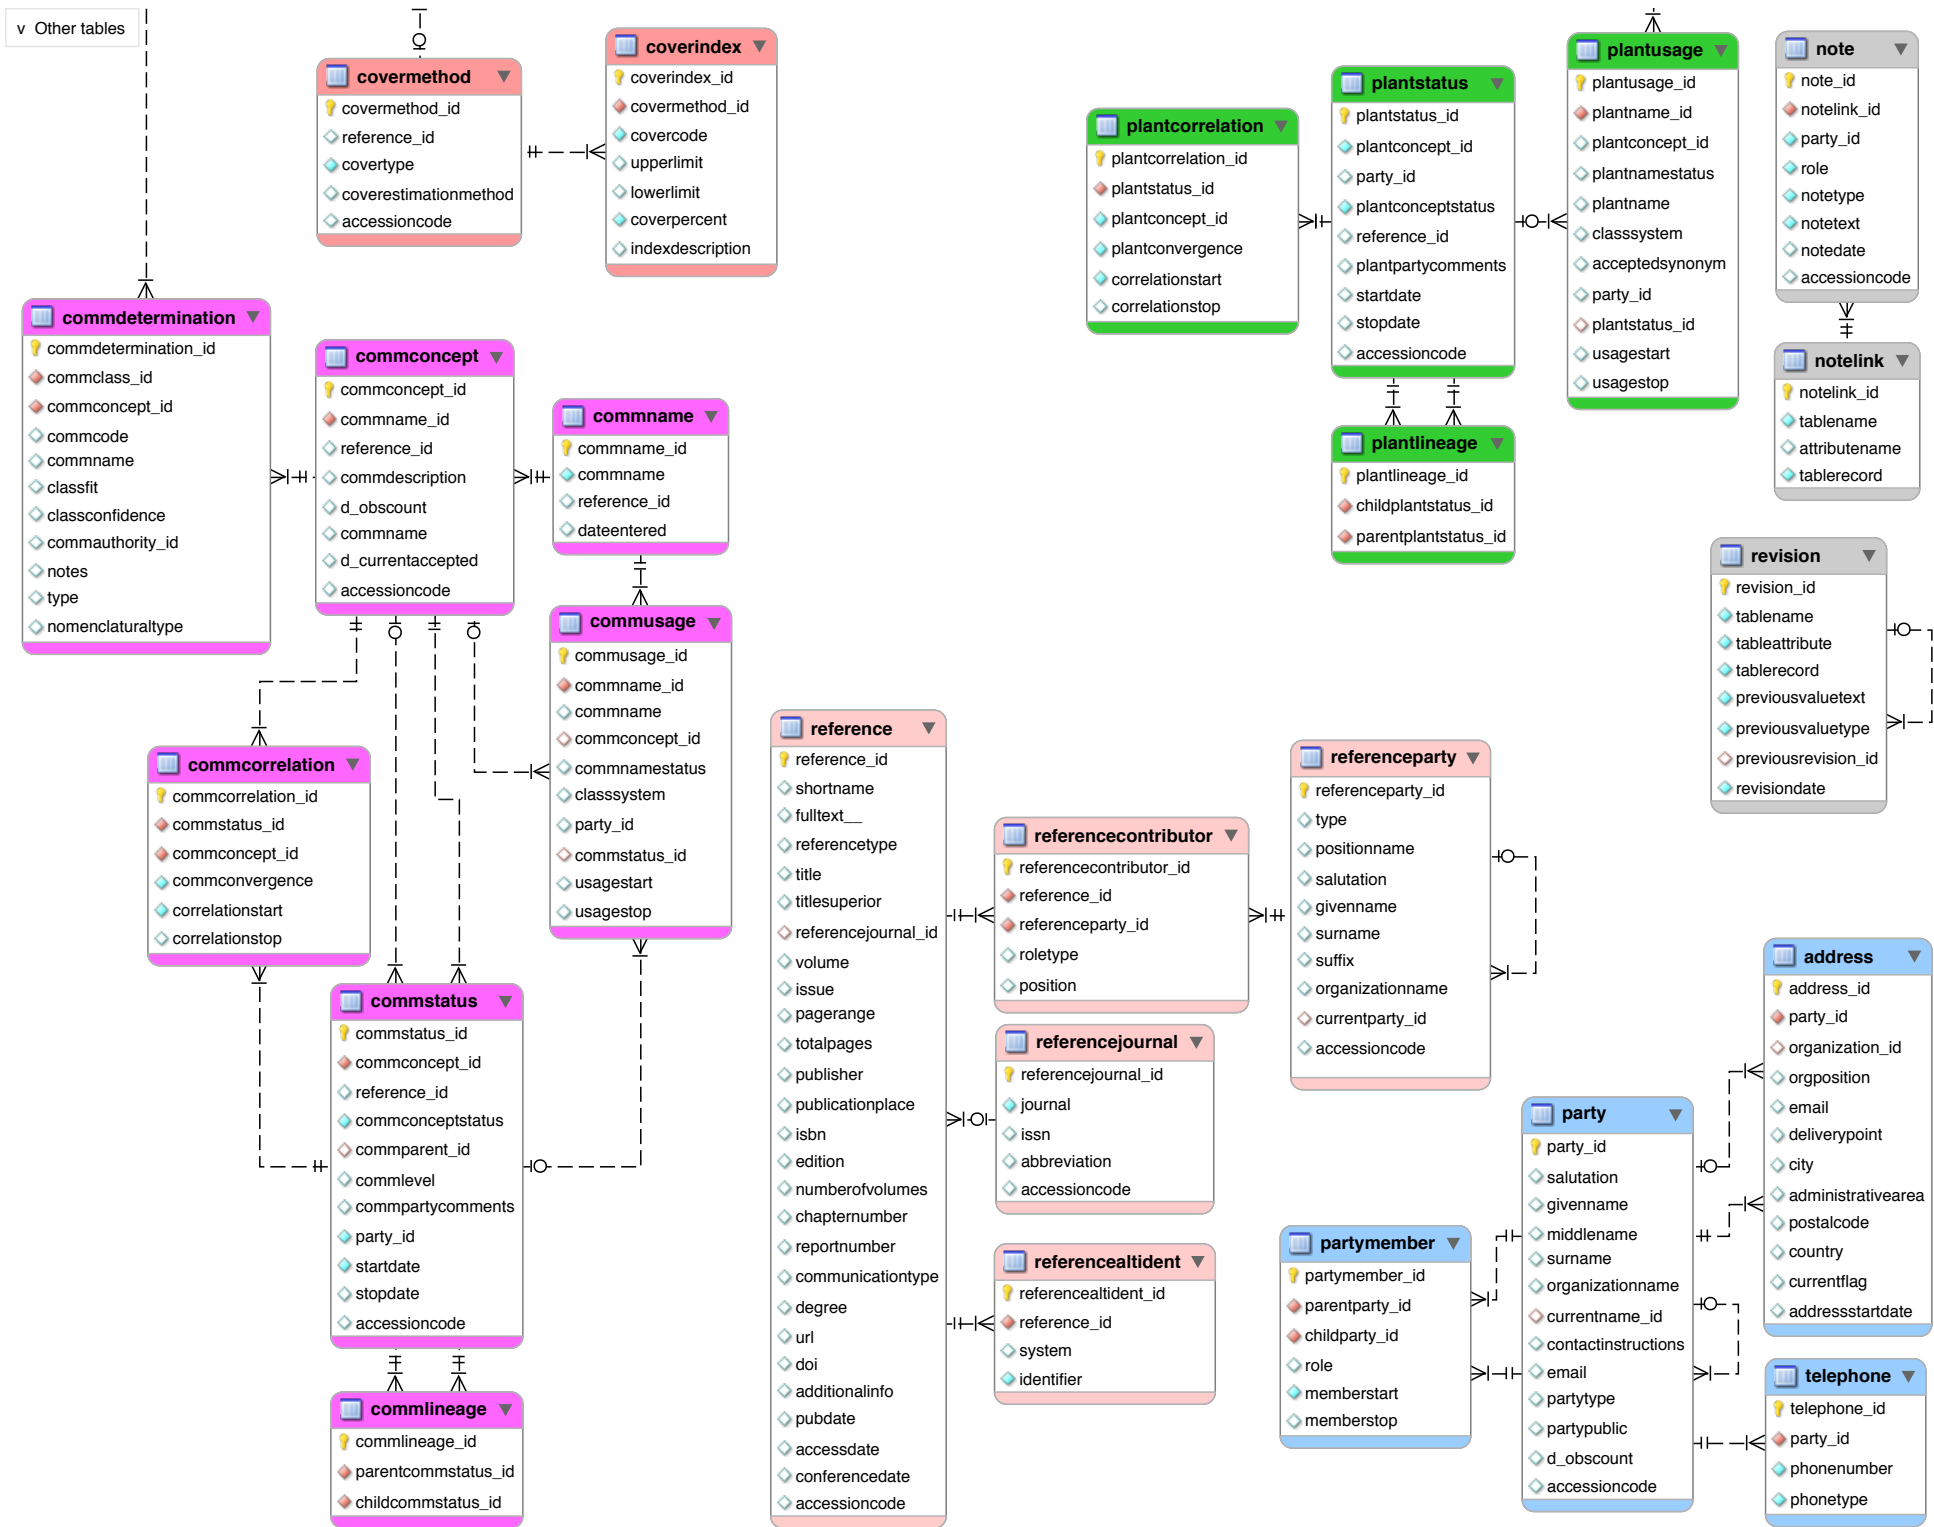 v Other tables
covermethod
covermethod_id
reference_id
covertype
coverestimationmethod
accessioncode
coverindex
coverindex_id
covermethod_id
covercode
upperlimit
lowerlimit
coverpercent
indexdescription
plantcorrelation
plantcorrelation_id
plantstatus_id
plantconcept_id
plantconvergence
correlationstart
correlationstop
plantstatus
plantstatus_id
plantconcept_id
party_id
plantconceptstatus
reference_id
plantpartycomments
startdate
stopdate
accessioncode
plantusage
plantusage_id
plantname_id
plantconcept_id
plantnamestatus
plantname
classsystem
acceptedsynonym
party_id
plantstatus_id
usagestart
usagestop
note
note_id
notelink_id
party_id
role
notetype
notetext
notedate
accessioncode
commdetermination
commdetermination_id
commclass_id
commconcept_id
commcode
commname
classfit
classconfidence
commauthority_id
notes
type
nomenclaturaltype
commconcept
commconcept_id
commname_id
reference_id
commdescription
d_obscount
commname
d_currentaccepted
accessioncode
commname
commname_id
commname
reference_id
dateentered
plantlineage
plantlineage_id
childplantstatus_id
parentplantstatus_id
notelink
notelink_id
tablename
attributename
tablerecord
revision
revision_id
tablename
tableattribute
tablerecord
previousvaluetext
previousvaluetype
previousrevision_id
revisiondate
commusage
commusage_id
commname_id
commname
commconcept_id
commnamestatus
classsystem
party_id
commstatus_id
usagestart
usagestop
commcorrelation
commcorrelation_id
commstatus_id
commconcept_id
commconvergence
correlationstart
correlationstop
commstatus
commstatus_id
commconcept_id
reference_id
commconceptstatus
commparent_id
commlevel
commpartycomments
party_id
startdate
stopdate
accessioncode
commlineage
commlineage_id
parentcommstatus_id
childcommstatus_id
reference
reference_id
shortname
fulltext__
referencetype
title
titlesuperior
referencejournal_id
volume
issue
pagerange
totalpages
publisher
publicationplace
isbn
edition
numberofvolumes
chapternumber
reportnumber
communicationtype
degree
url
doi
additionalinfo
pubdate
accessdate
conferencedate
accessioncode
referencecontributor
referencecontributor_id
reference_id
referenceparty_id
roletype
position
referencejournal
referencejournal_id
journal
issn
abbreviation
accessioncode
referencealtident
referencealtident_id
reference_id
system
identifier
referenceparty
referenceparty_id
type
positionname
salutation
givenname
surname
suffix
organizationname
currentparty_id
accessioncode
partymember
partymember_id
parentparty_id
childparty_id
role
memberstart
memberstop
party
party_id
salutation
givenname
middlename
surname
organizationname
currentname_id
contactinstructions
email
partytype
partypublic
d_obscount
accessioncode
address
address_id
party_id
organization_id
orgposition
email
deliverypoint
city
administrativearea
postalcode
country
currentflag
addressstartdate
telephone
telephone_id
party_id
phonenumber
phonetype